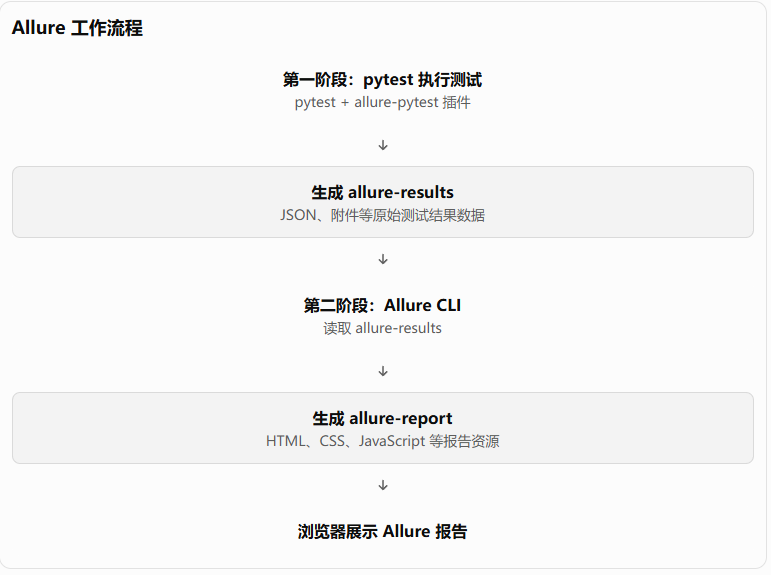 Allure 工作流程
第一阶段：pytest 执行测试
pytest + allure-pytest 插件
↓
生成 allure-results
JSON、附件等原始测试结果数据
↓
第二阶段：Allure CLI
读取 allure-results
↓
生成 allure-report
HTML、CSS、JavaScript 等报告资源
↓
浏览器展示 Allure 报告